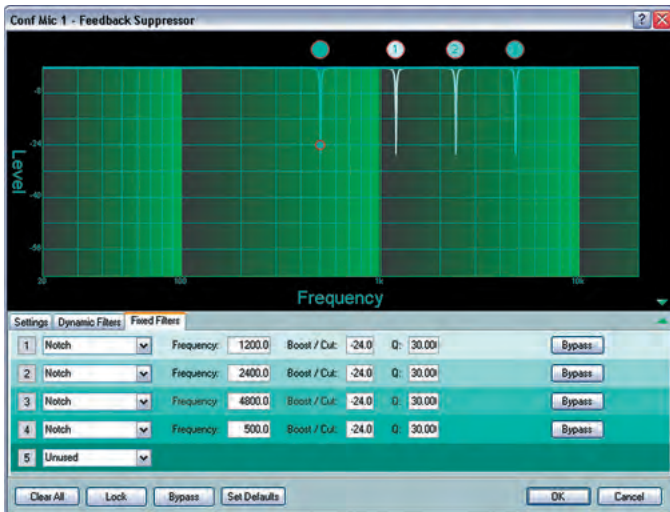 Conf Mic 1 - Feedback Suppressor
1 2 3
-8
-24
-40
-56
Level
20 100 1k 10k
Frequency
Settings Dynamic Filters Fixed Filters
1 Notch Frequency: 1200.0 Boost / Cut: -24.0 Q: 30.00 Bypass
2 Notch Frequency: 2400.0 Boost / Cut: -24.0 Q: 30.00 Bypass
3 Notch Frequency: 4800.0 Boost / Cut: -24.0 Q: 30.00 Bypass
4 Notch Frequency: 500.0 Boost / Cut: -24.0 Q: 30.00 Bypass
5 Unused
Clear All Lock Bypass Set Defaults OK Cancel